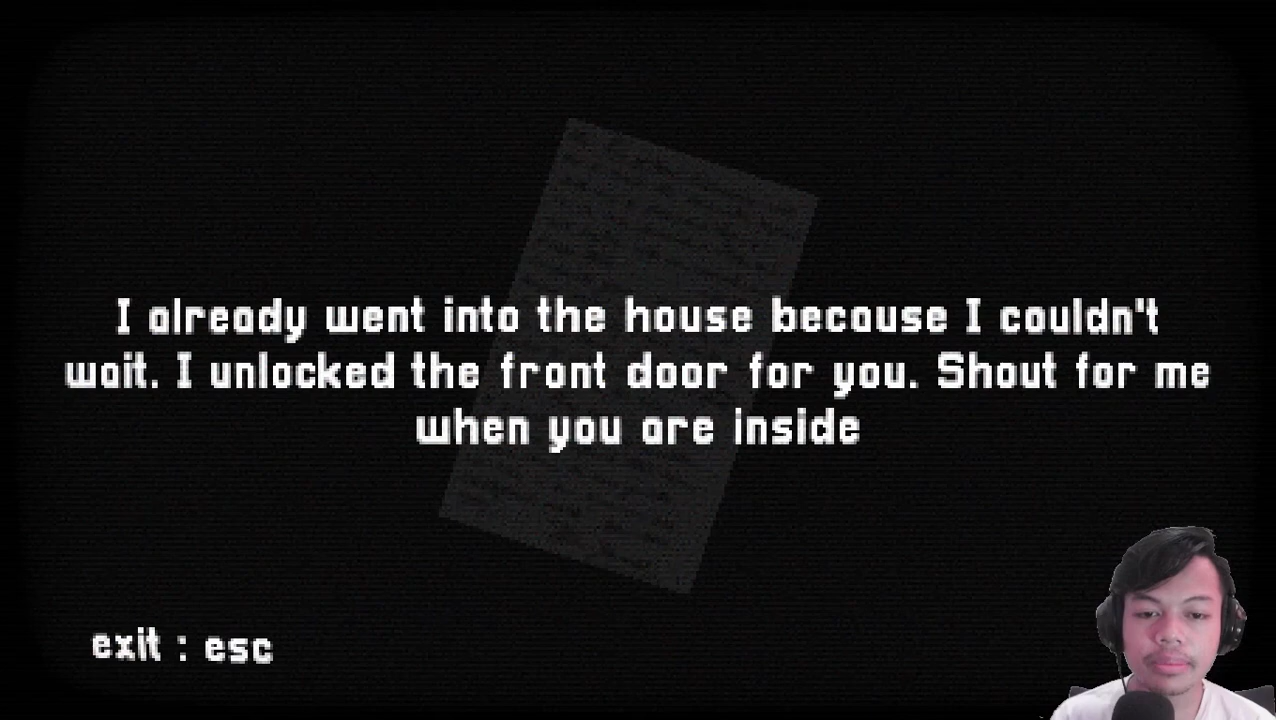 I already went into the house because I couldn't
wait. I unlocked the front door for you. Shout for me
when you are inside
exit : esc